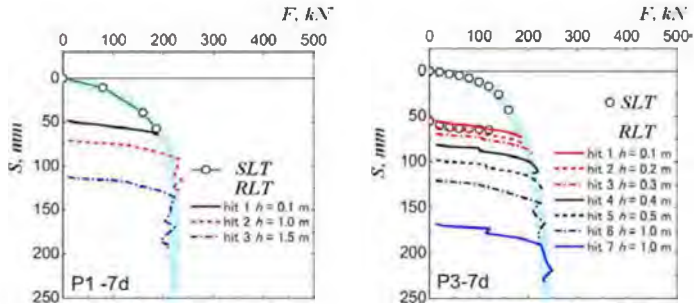 F, kN
0 100 200 300 400 500
0
50
100
150
200
250
S, mm
SLT
RLT
hit 1 h = 0.1 m
hit 2 h = 1.0 m
hit 3 h = 1.5 m
P1-7d
F, kN
0 100 200 300 400 500
0
50
100
150
200
250
S, mm
SLT
RLT
hit 1 h = 0.1 m
hit 2 h = 0.2 m
hit 3 h = 0.3 m
hit 4 h = 0.4 m
hit 5 h = 0.5 m
hit 6 h = 1.0 m
hit 7 h = 1.0 m
P3-7d